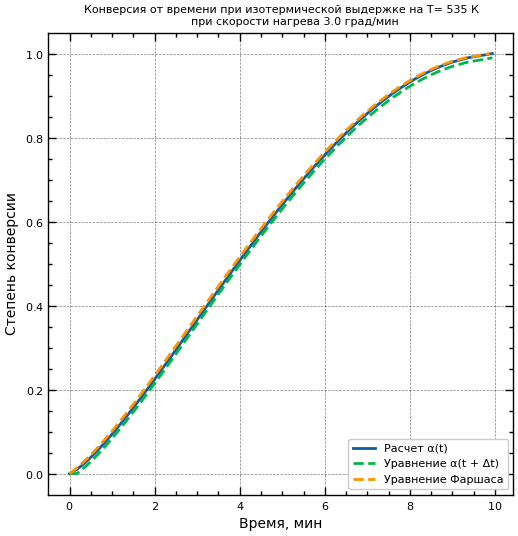 Конверсия от времени при изотермической выдержке на T= 535 К
при скорости нагрева 3.0 град/мин
Степень конверсии
1.0
0.8
0.6
0.4
0.2
0.0
Расчет α(t)
Уравнение α(t + Δt)
Уравнение Фаршаса
0 2 4 6 8 10
Время, мин